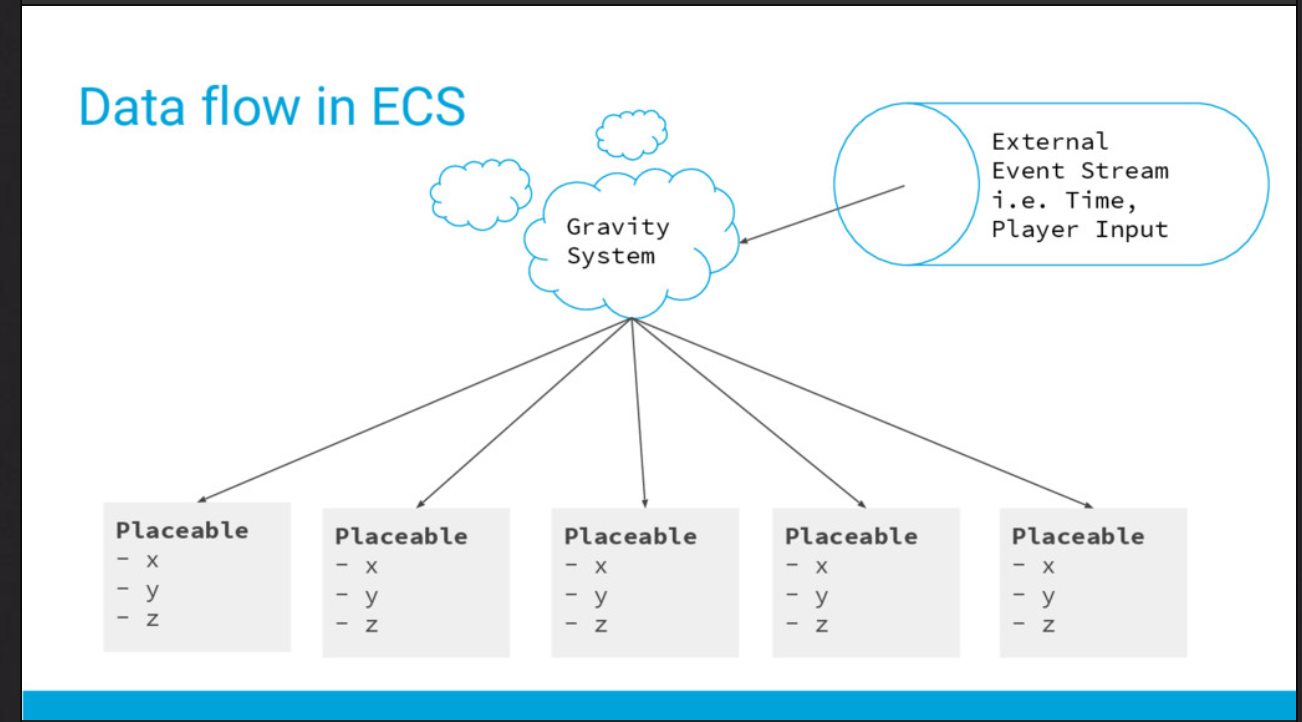 Data flow in ECS
External
Event Stream
i.e. Time,
Player Input
Gravity
System
Placeable
- x
- y
- z
Placeable
- x
- y
- z
Placeable
- x
- y
- z
Placeable
- x
- y
- z
Placeable
- x
- y
- z